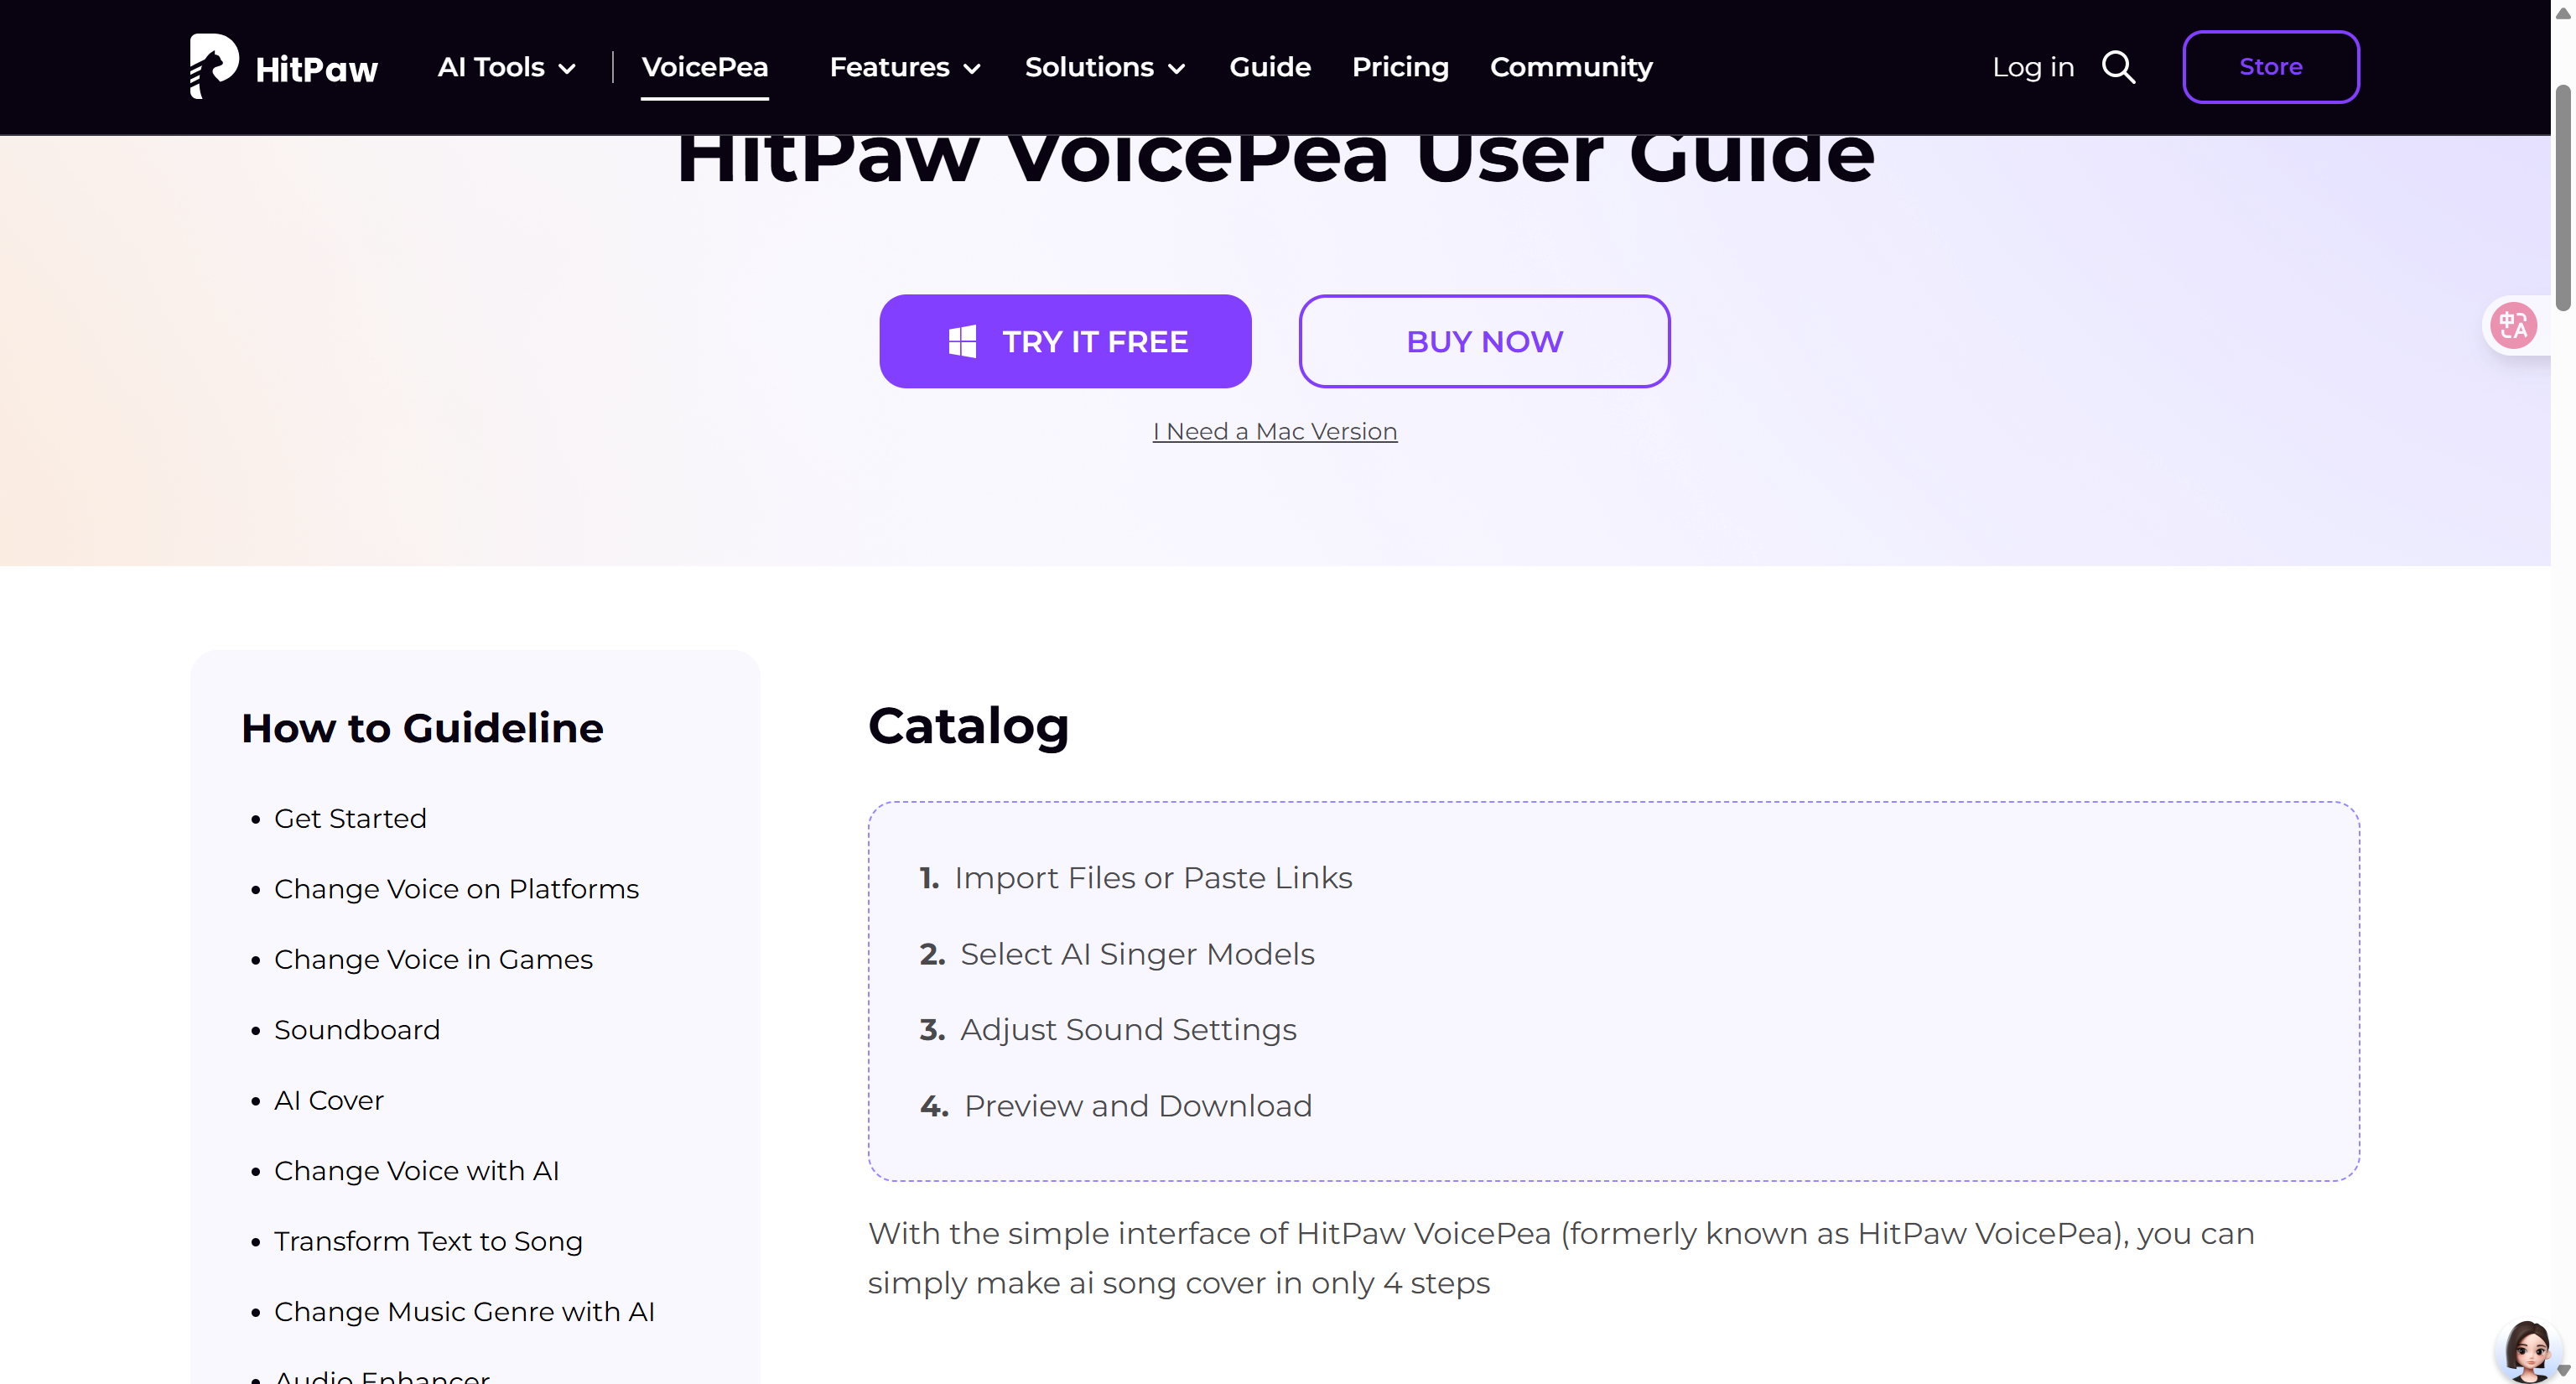 HitPaw
AI Tools
VoicePea
Features
Solutions
Guide
Pricing
Community
Log in
Store
HitPaw VoicePea User Guide
TRY IT FREE
BUY NOW
I Need a Mac Version
中A
How to Guideline
• Get Started
• Change Voice on Platforms
• Change Voice in Games
• Soundboard
• AI Cover
• Change Voice with AI
• Transform Text to Song
• Change Music Genre with AI
• Audio Enhancer
Catalog
1. Import Files or Paste Links
2. Select AI Singer Models
3. Adjust Sound Settings
4. Preview and Download
With the simple interface of HitPaw VoicePea (formerly known as HitPaw VoicePea), you can
simply make ai song cover in only 4 steps